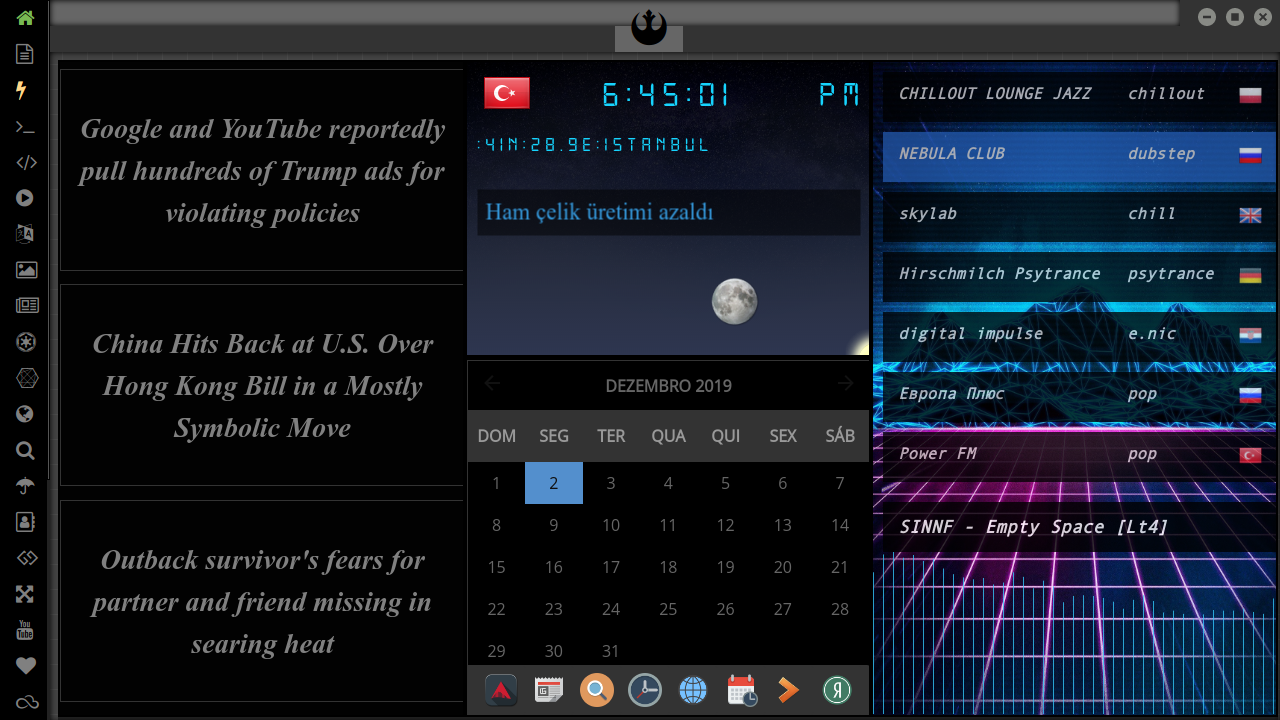 Google and YouTube reportedly
pull hundreds of Trump ads for
violating policies
China Hits Back at U.S. Over
Hong Kong Bill in a Mostly
Symbolic Move
Outback survivor's fears for
partner and friend missing in
searing heat
6:45:01 PM
:41N:28.9E:ISTANBUL
Ham çelik üretimi azaldı
DEZEMBRO 2019
DOM SEG TER QUA QUI SEX SÁB
1 2 3 4 5 6 7
8 9 10 11 12 13 14
15 16 17 18 19 20 21
22 23 24 25 26 27 28
29 30 31
CHILLOUT LOUNGE JAZZ chillout
NEBULA CLUB dubstep
skylab chill
Hirschmilch Psytrance psytrance
digital impulse e.nic
Европа Плюс pop
Power FM pop
SINNF - Empty Space [Lt4]
You
Tube
Я